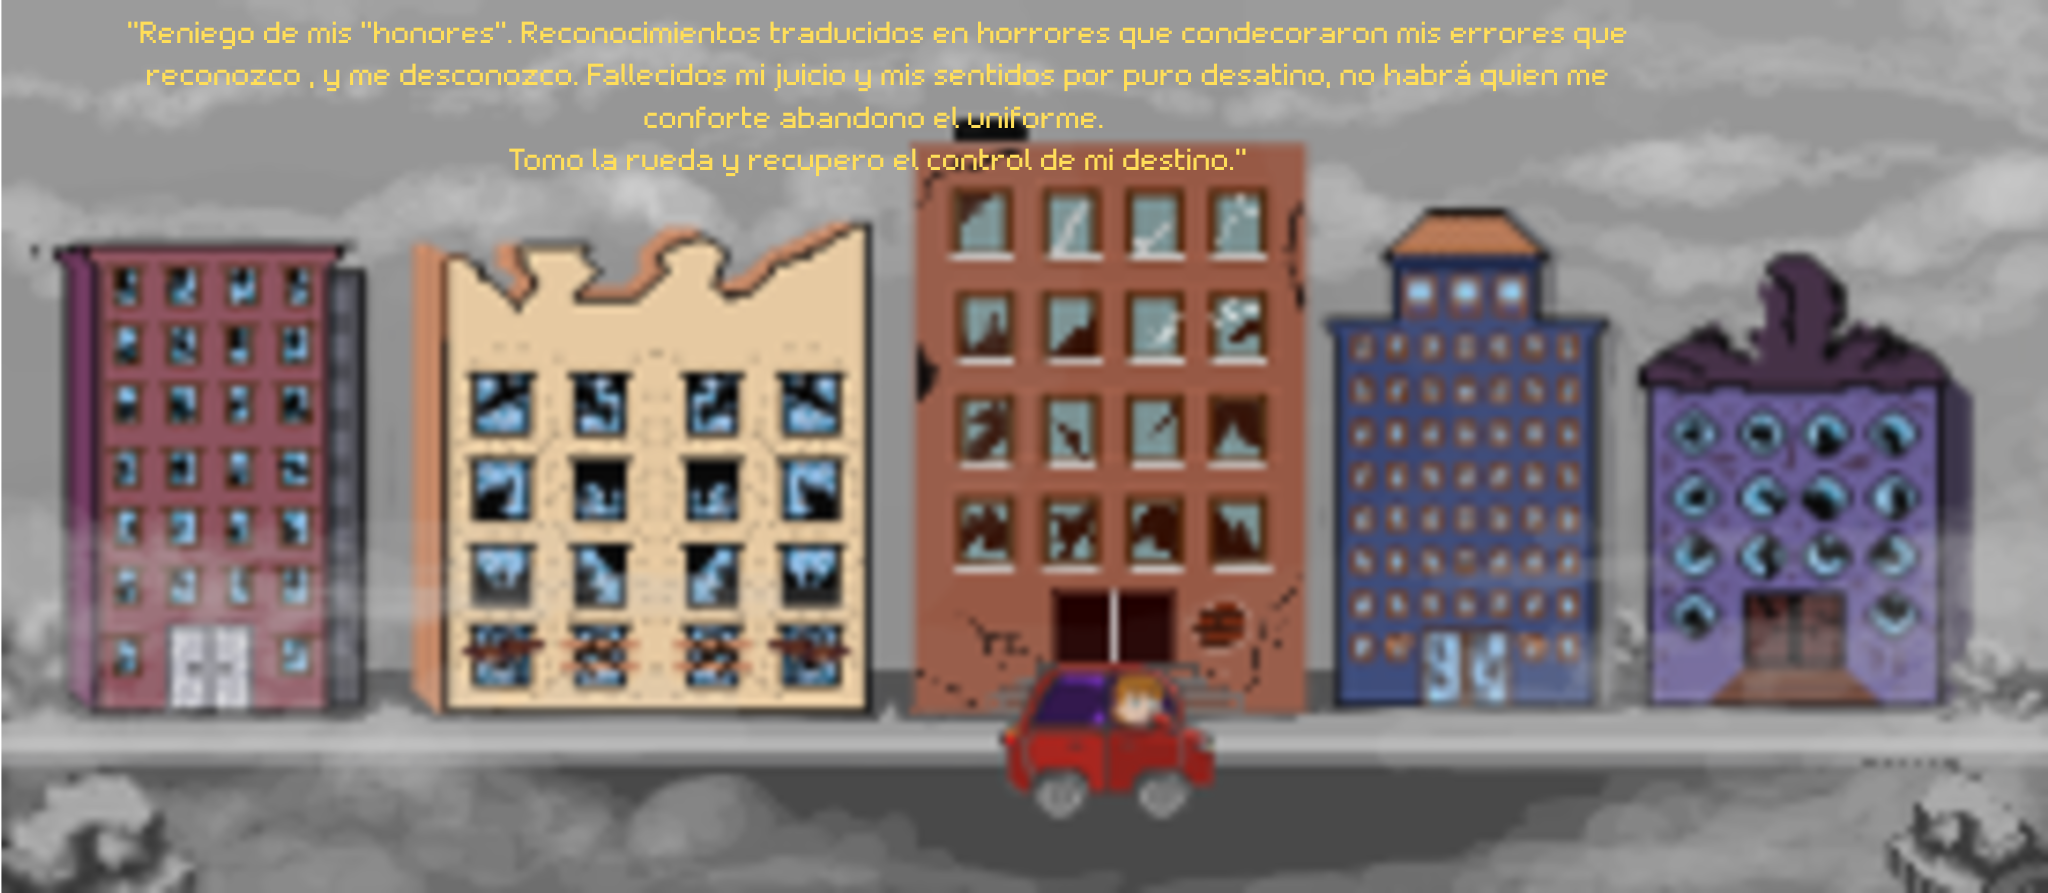 "Reniego de mis "honores". Reconocimientos traducidos en horrores que condecoraron mis errores que
reconozco , y me desconozco. Fallecidos mi juicio y mis sentidos por puro desatino, no habrá quien me
conforte abandono el uniforme.
Tomo la rueda y recupero el control de mi destino."